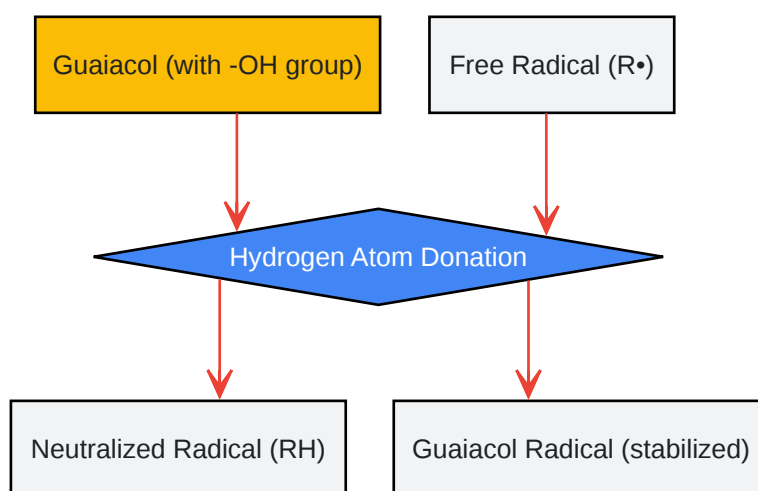 Guaiacol (with -OH group)
Free Radical (R•)
Hydrogen Atom Donation
Neutralized Radical (RH)
Guaiacol Radical (stabilized)